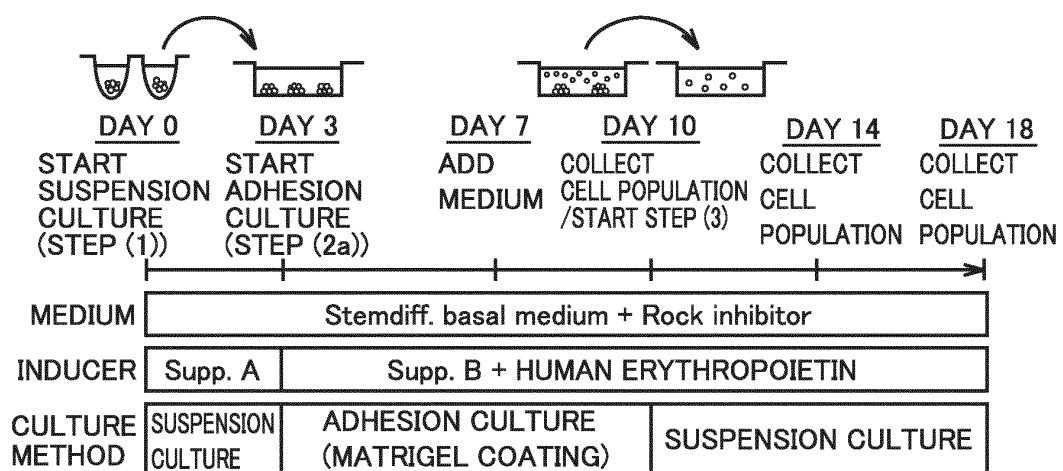 DAY 0
START
SUSPENSION
CULTURE
(STEP (1))
DAY 3
START
ADHESION
CULTURE
(STEP (2a))
DAY 7
ADD
MEDIUM
DAY 10
COLLECT
CELL POPULATION
/START STEP (3)
DAY 14
COLLECT
CELL
POPULATION
DAY 18
COLLECT
CELL
POPULATION
MEDIUM
Stemdiff. basal medium + Rock inhibitor
INDUCER
Supp. A
Supp. B + HUMAN ERYTHROPOIETIN
CULTURE
METHOD
SUSPENSION
CULTURE
ADHESION CULTURE
(MATRIGEL COATING)
SUSPENSION CULTURE